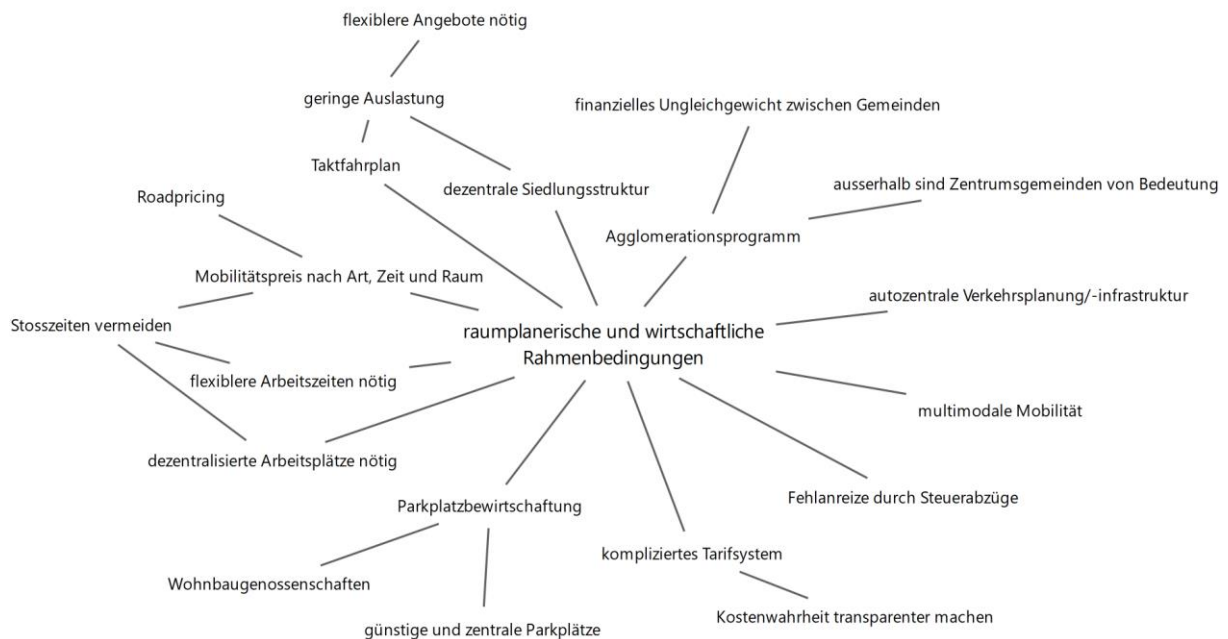 flexiblere Angebote nötig
geringe Auslastung
finanzielles Ungleichgewicht zwischen Gemeinden
Taktfahrplan
dezentrale Siedlungsstruktur
ausserhalb sind Zentrumsgemeinden von Bedeutung
Roadpricing
Agglomerationsprogramm
Mobilitätspreis nach Art, Zeit und Raum
autozentrale Verkehrsplanung/-infrastruktur
Stosszeiten vermeiden
raumplanerische und wirtschaftliche
Rahmenbedingungen
flexiblere Arbeitszeiten nötig
multimodale Mobilität
dezentralisierte Arbeitsplätze nötig
Fehlanreize durch Steuerabzüge
Parkplatzbewirtschaftung
kompliziertes Tarifsystem
Wohnbaugenossenschaften
Kostenwahrheit transparenter machen
günstige und zentrale Parkplätze